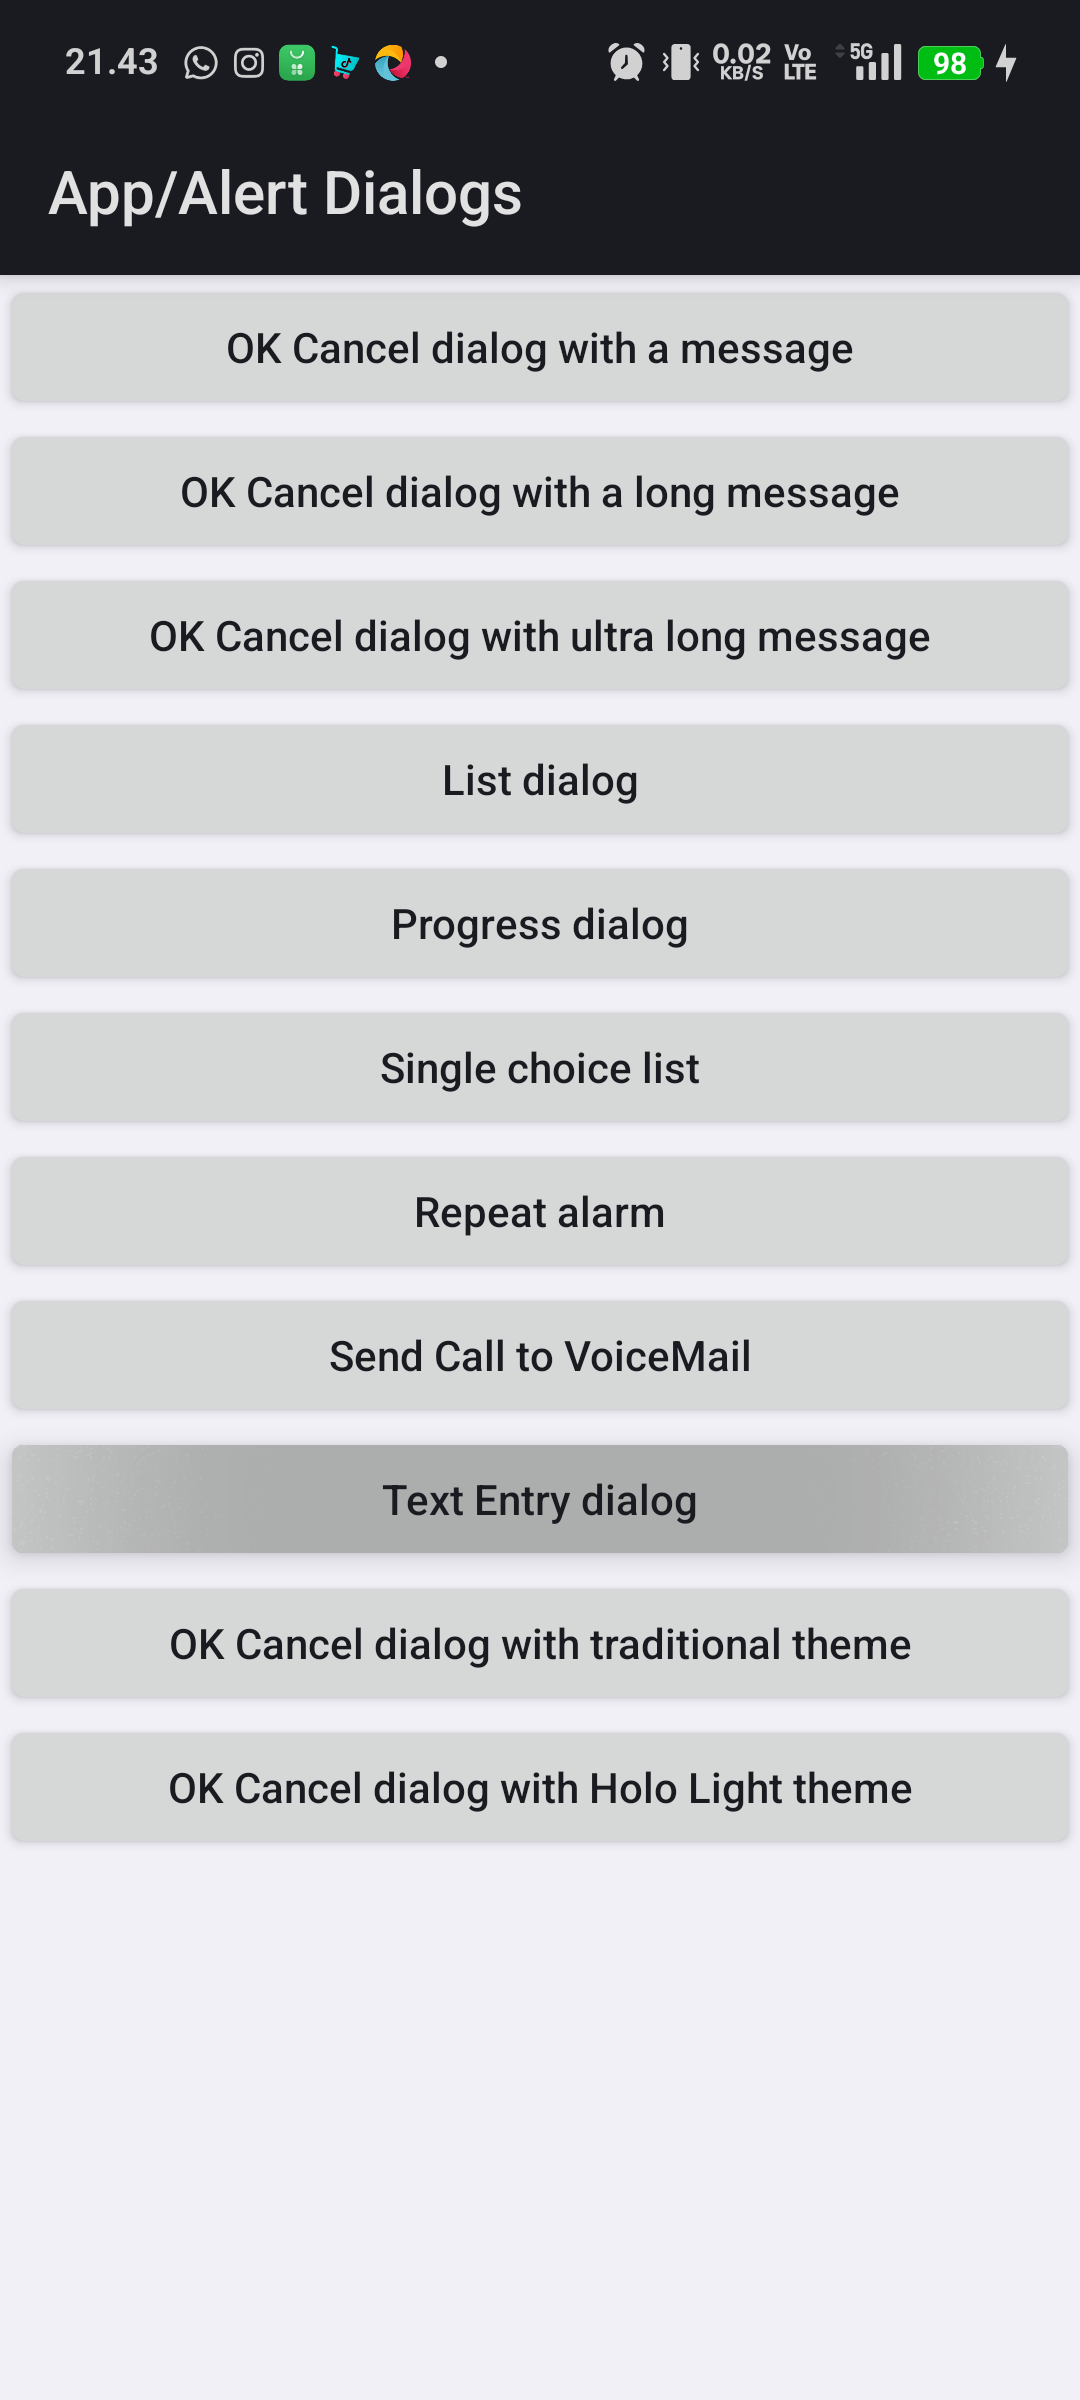 21.43
0.02
KB/S
Vo
LTE
5G
98
App/Alert Dialogs
OK Cancel dialog with a message
OK Cancel dialog with a long message
OK Cancel dialog with ultra long message
List dialog
Progress dialog
Single choice list
Repeat alarm
Send Call to VoiceMail
Text Entry dialog
OK Cancel dialog with traditional theme
OK Cancel dialog with Holo Light theme